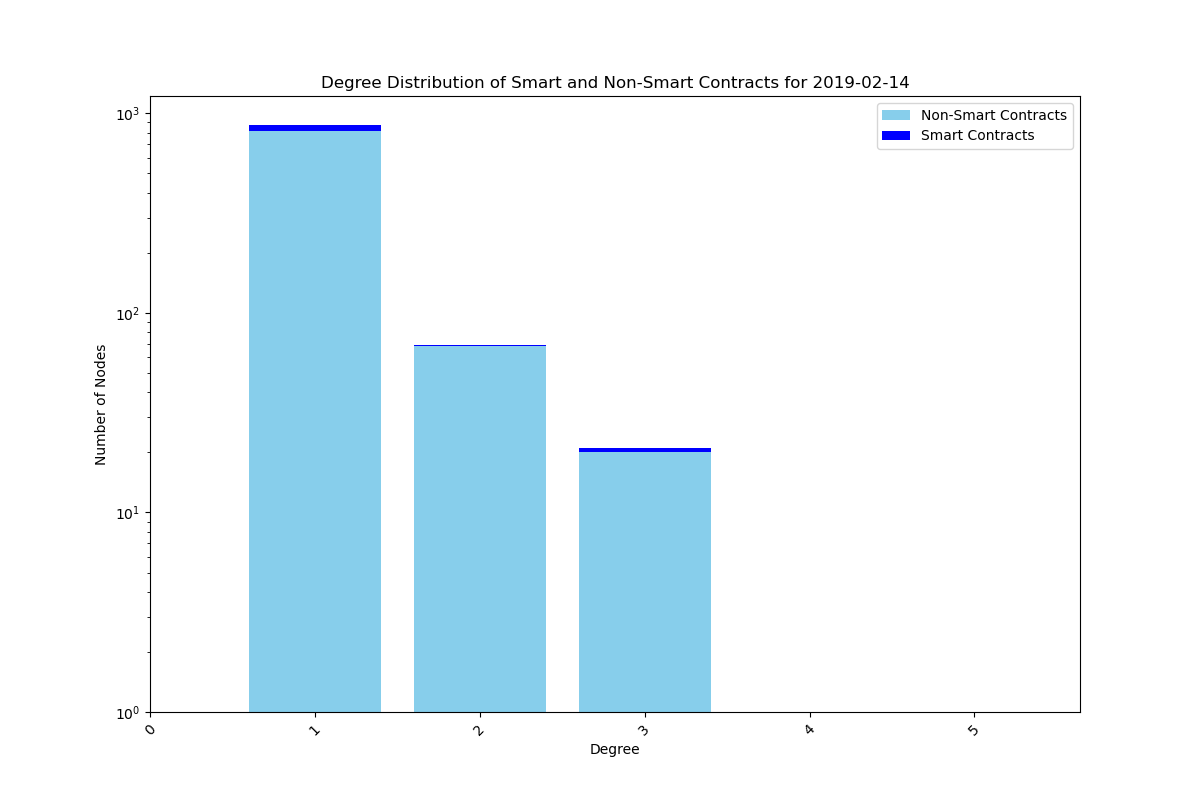 Degree Distribution of Smart and Non-Smart Contracts for 2019-02-14
Non-Smart Contracts
Smart Contracts
10³
10²
10¹
10⁰
Number of Nodes
0 1 2 3 4 5
Degree